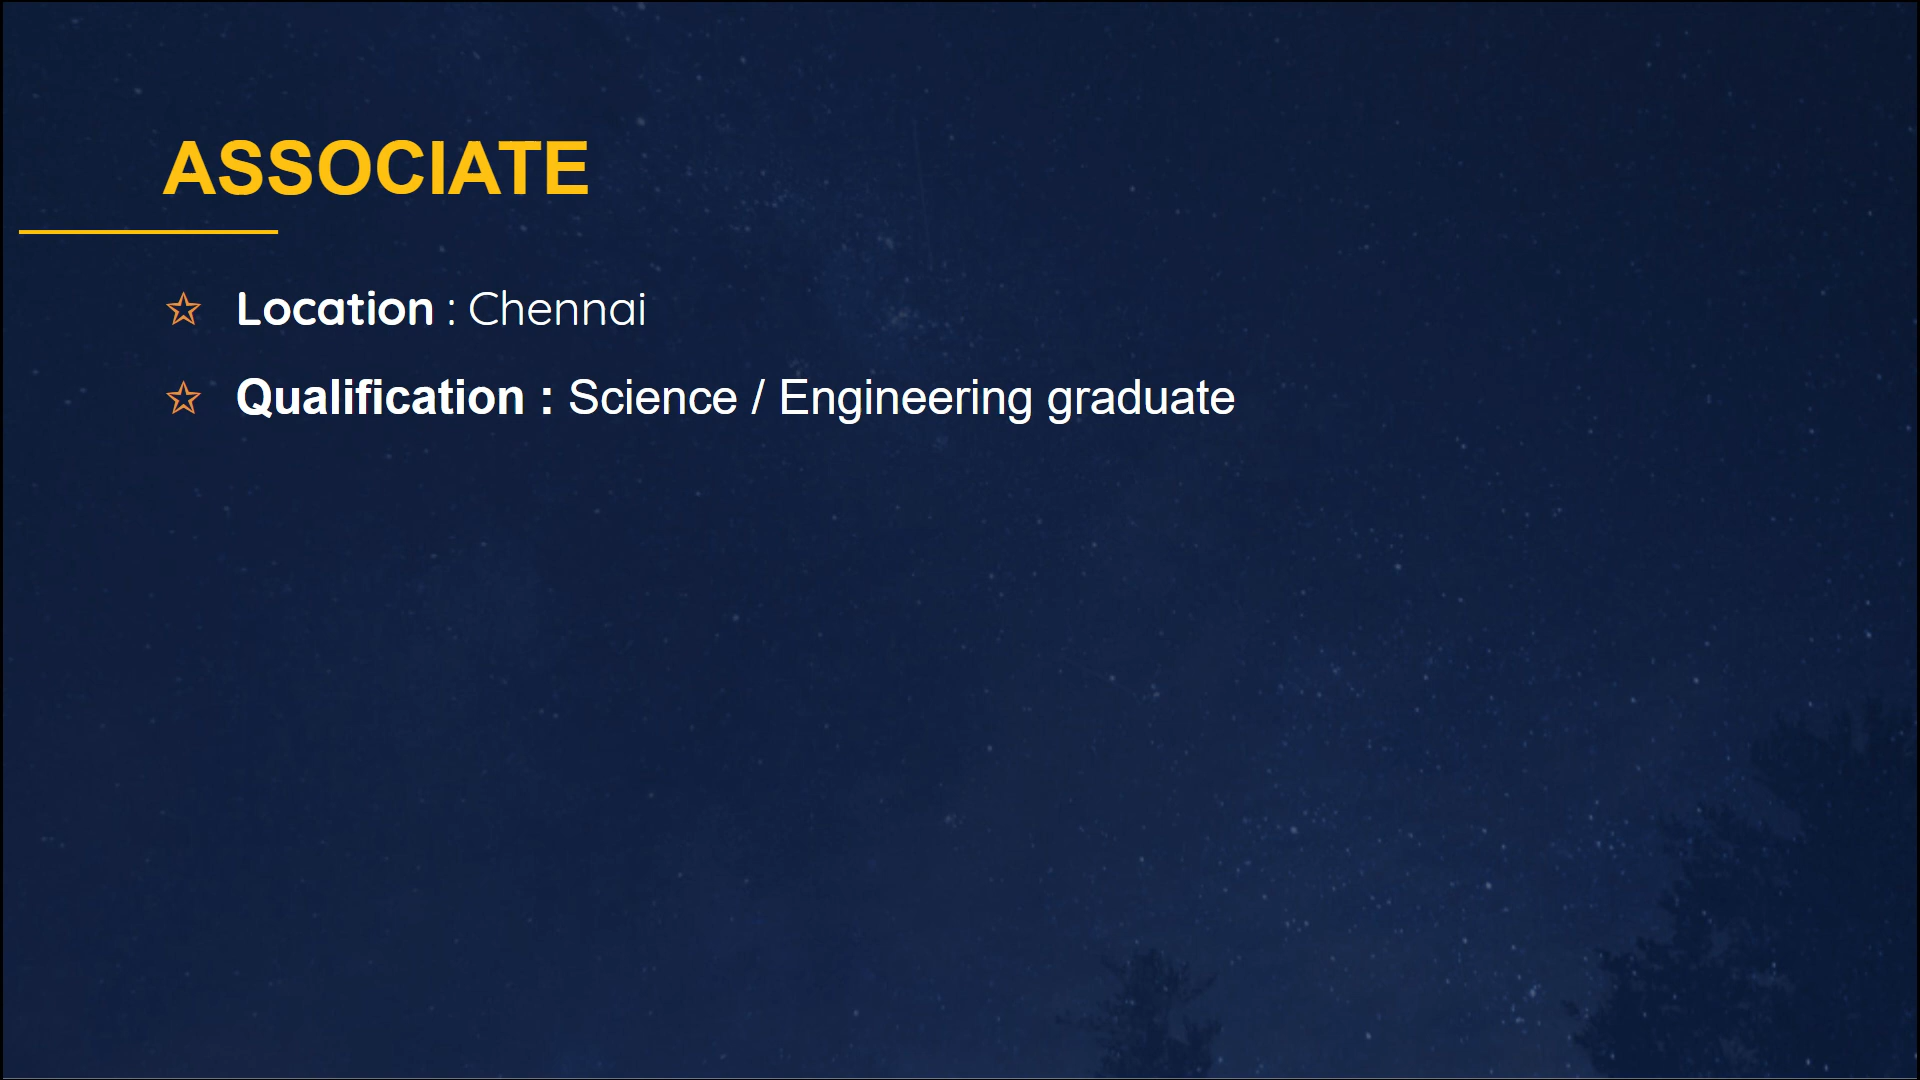 ASSOCIATE
Location : Chennai
Qualification : Science / Engineering graduate